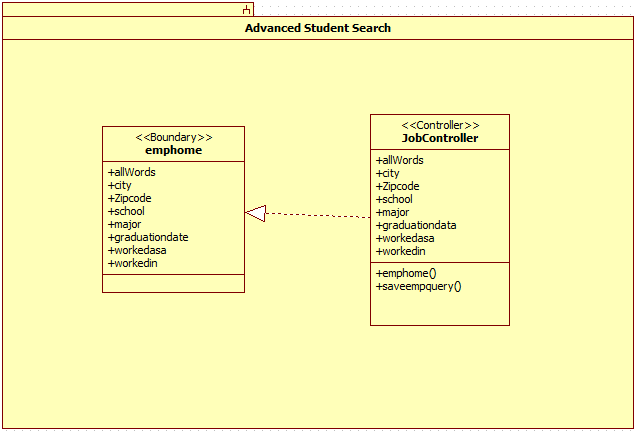 Advanced Student Search
<<Boundary>>
emphome
+allWords
+city
+Zipcode
+school
+major
+graduationdate
+workedasa
+workedin
<<Controller>>
JobController
+allWords
+city
+Zipcode
+school
+major
+graduationdata
+workedasa
+workedin
+emphome()
+saveempquery()